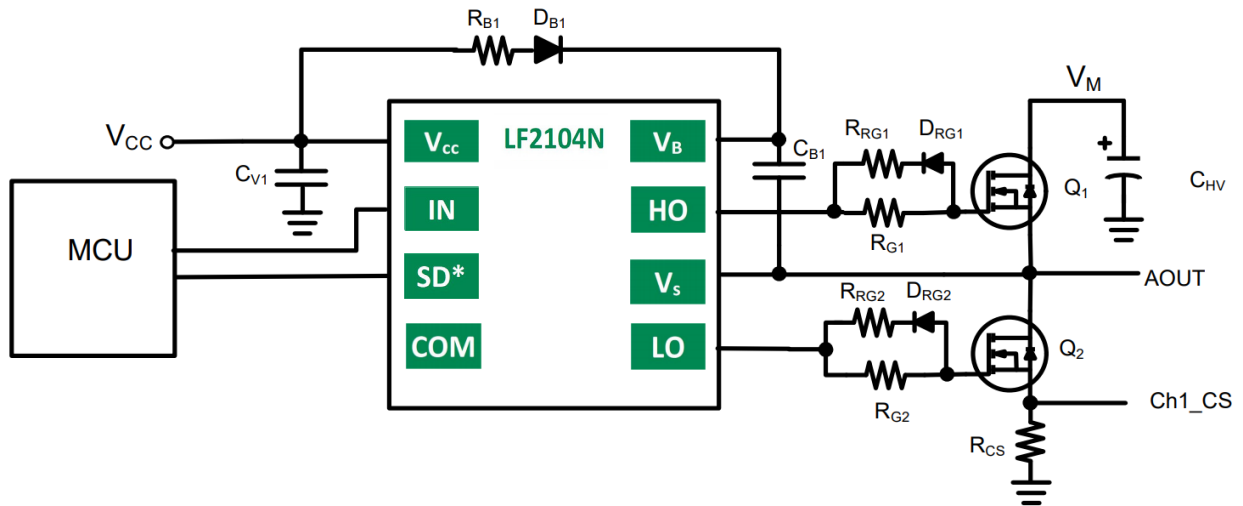 RB1 DB1
VM
VCC
Vcc LF2104N VB
CV1
CB1
RRG1 DRG1
Q1
CHV
+
MCU
IN HO
RG1
SD* Vs
AOUT
RRG2 DRG2
COM LO
Q2
RG2
Ch1_CS
RCS